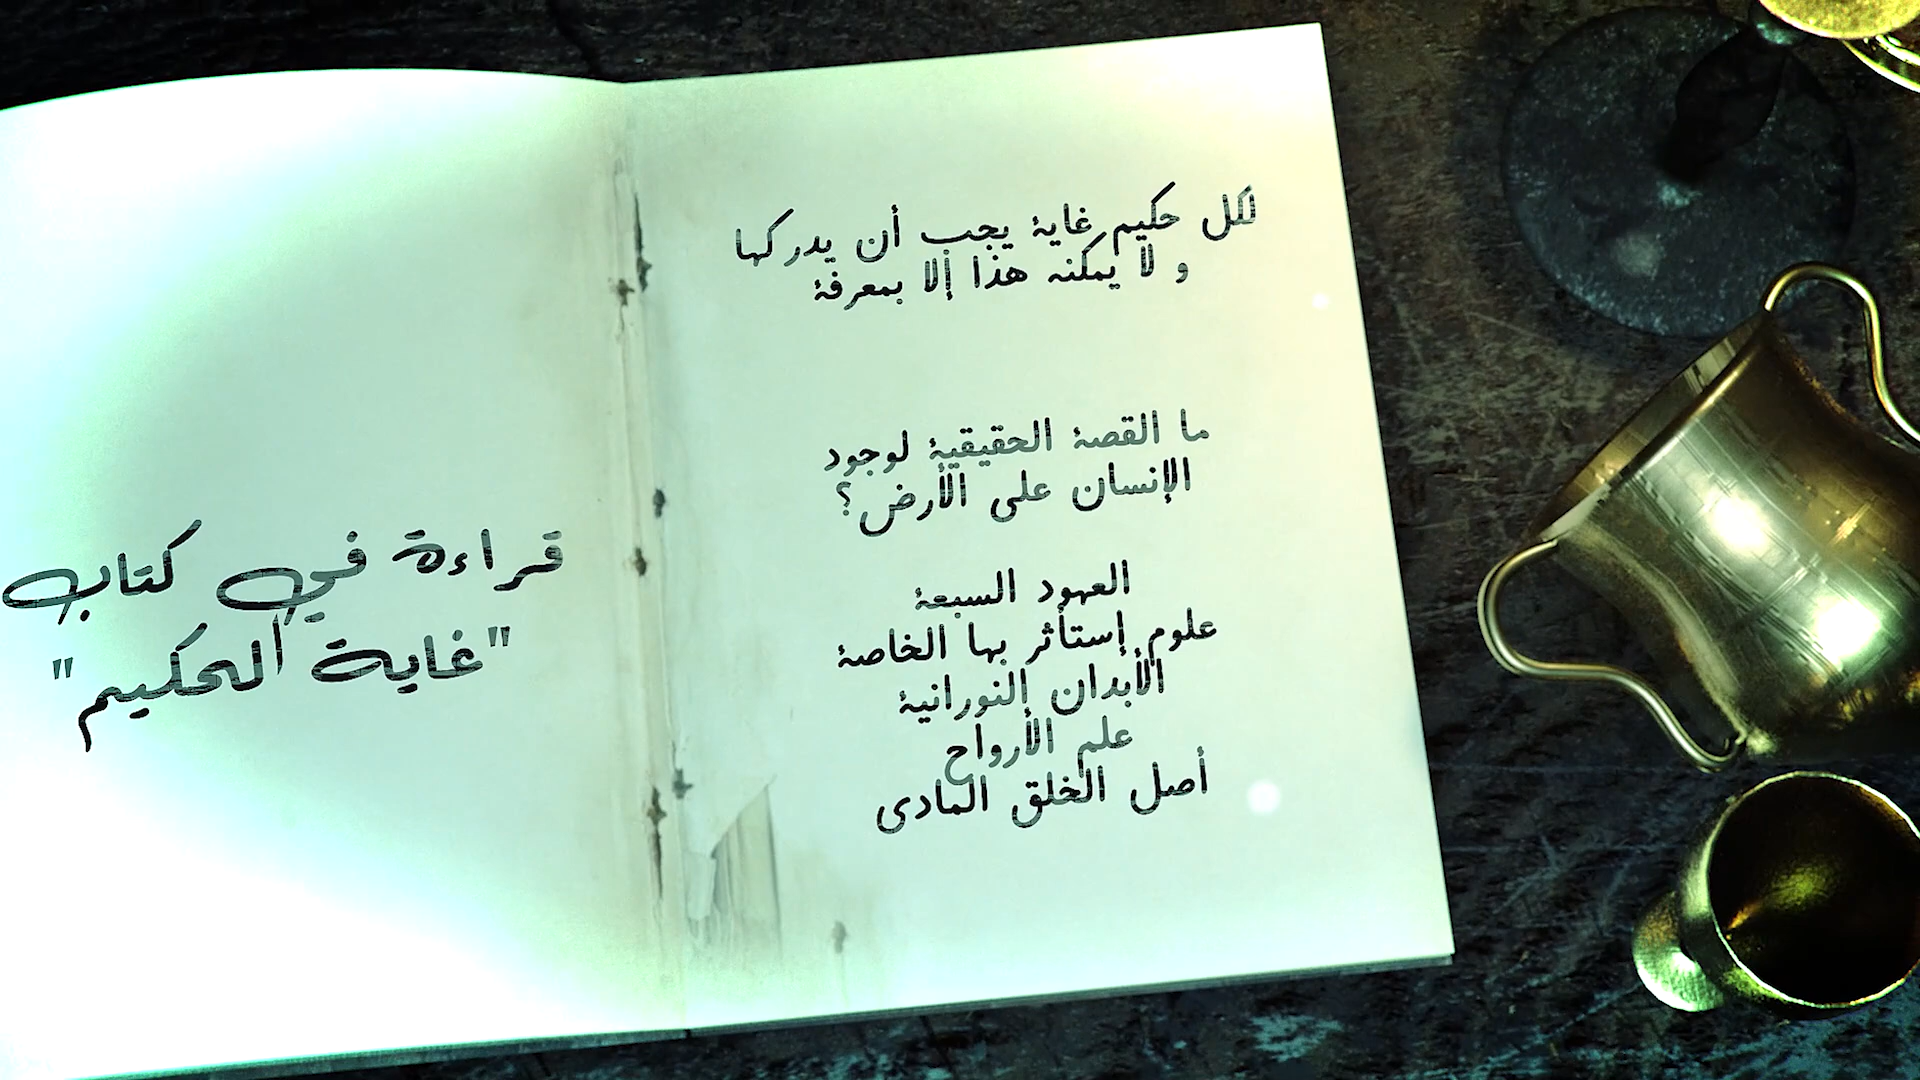 لكل حكيم غاية يجب أن يدركها
و لا يمكنه هذا إلا بمعرفة
ما القصة الحقيقية لوجود
الإنسان على الأرض؟
العهود السبعة
علوم إستأثر بها الخاصة
الأبدان النورانية
علم الأرواح
أصل الخلق المادى
قراءة في كتاب
"غاية الحكيم"